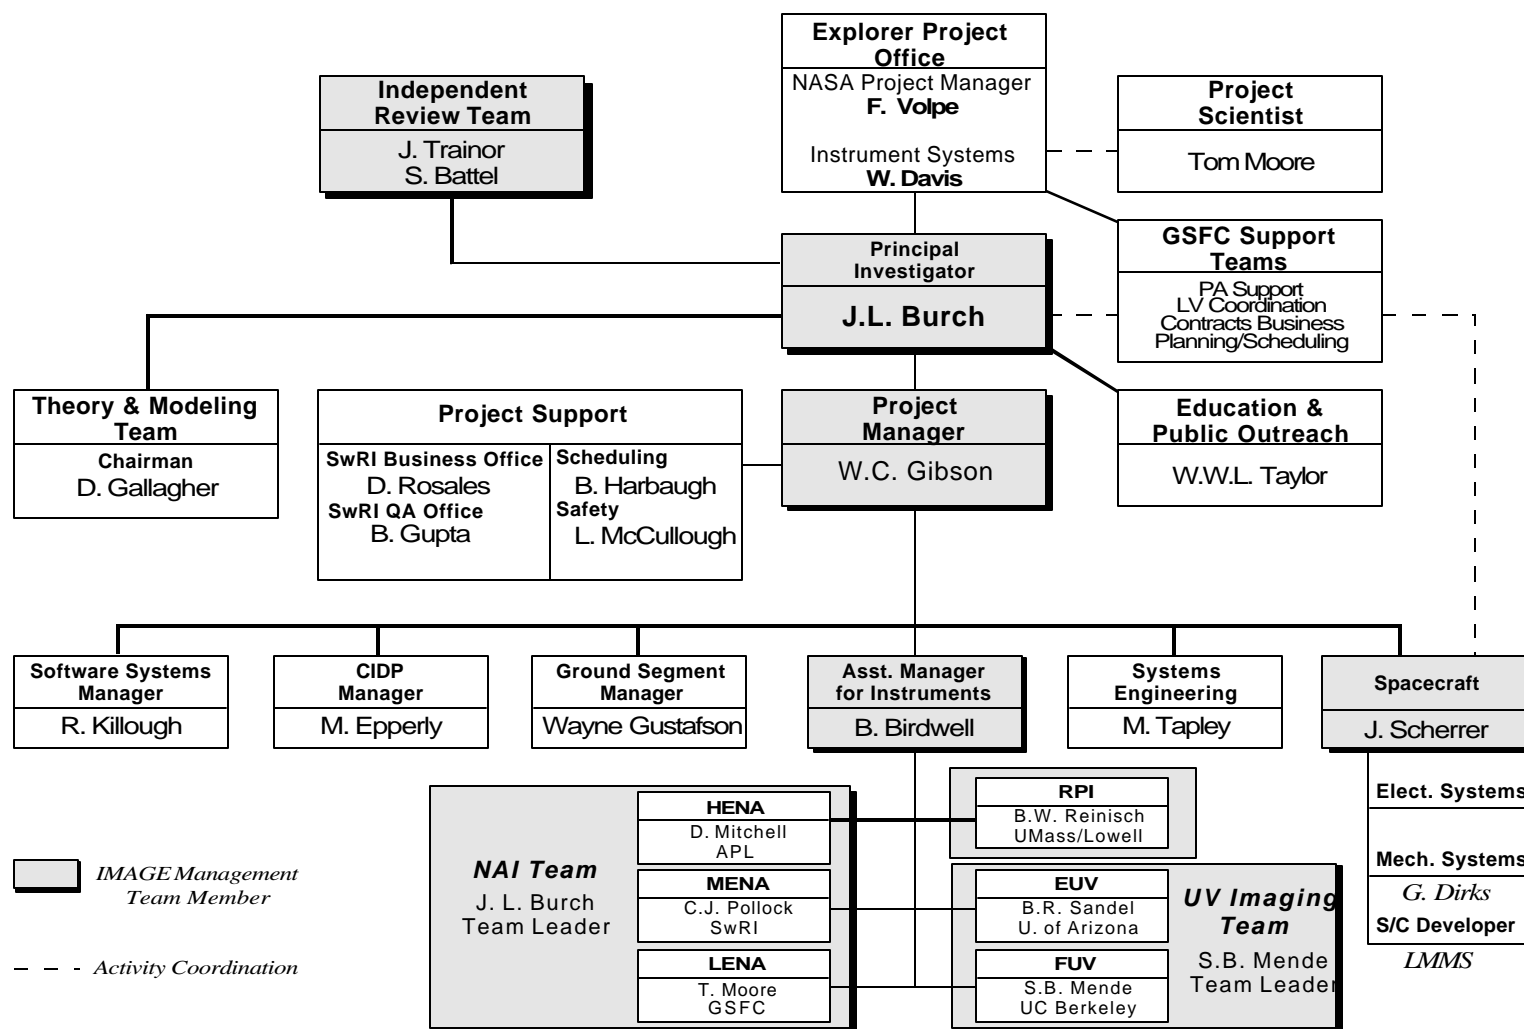 Explorer Project
Office
NASA Project Manager
F. Volpe
Instrument Systems
W. Davis
Independent
Review Team
J. Trainor
S. Battel
Project
Scientist
Tom Moore
Principal
Investigator
J.L. Burch
GSFC Support
Teams
PA Support
LV Coordination
Contracts Business
Planning/Scheduling
Theory & Modeling
Team
Chairman
D. Gallagher
Project Support
SwRI Business Office
D. Rosales
SwRI QA Office
B. Gupta
Scheduling
B. Harbaugh
Safety
L. McCullough
Project
Manager
W.C. Gibson
Education &
Public Outreach
W.W.L. Taylor
Software Systems
Manager
R. Killough
CIDP
Manager
M. Epperly
Ground Segment
Manager
Wayne Gustafson
Asst. Manager
for Instruments
B. Birdwell
Systems
Engineering
M. Tapley
Spacecraft
J. Scherrer
Elect. Systems
Mech. Systems
G. Dirks
S/C Developer
LMMS
NAI Team
J. L. Burch
Team Leader
HENA
D. Mitchell
APL
MENA
C.J. Pollock
SwRI
LENA
T. Moore
GSFC
RPI
B.W. Reinisch
UMass/Lowell
EUV
B.R. Sandel
U. of Arizona
FUV
S.B. Mende
UC Berkeley
UV Imaging
Team
S.B. Mende
Team Leader
IMAGE Management
Team Member
Activity Coordination